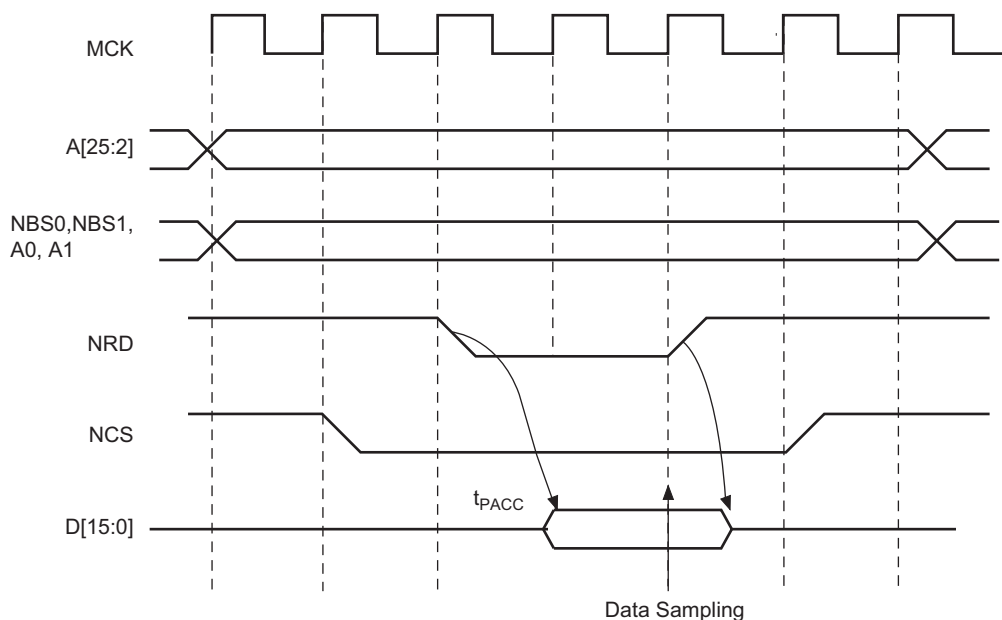 MCK
A[25:2]
NBS0,NBS1,
A0, A1
NRD
NCS
tPACC
D[15:0]
Data Sampling